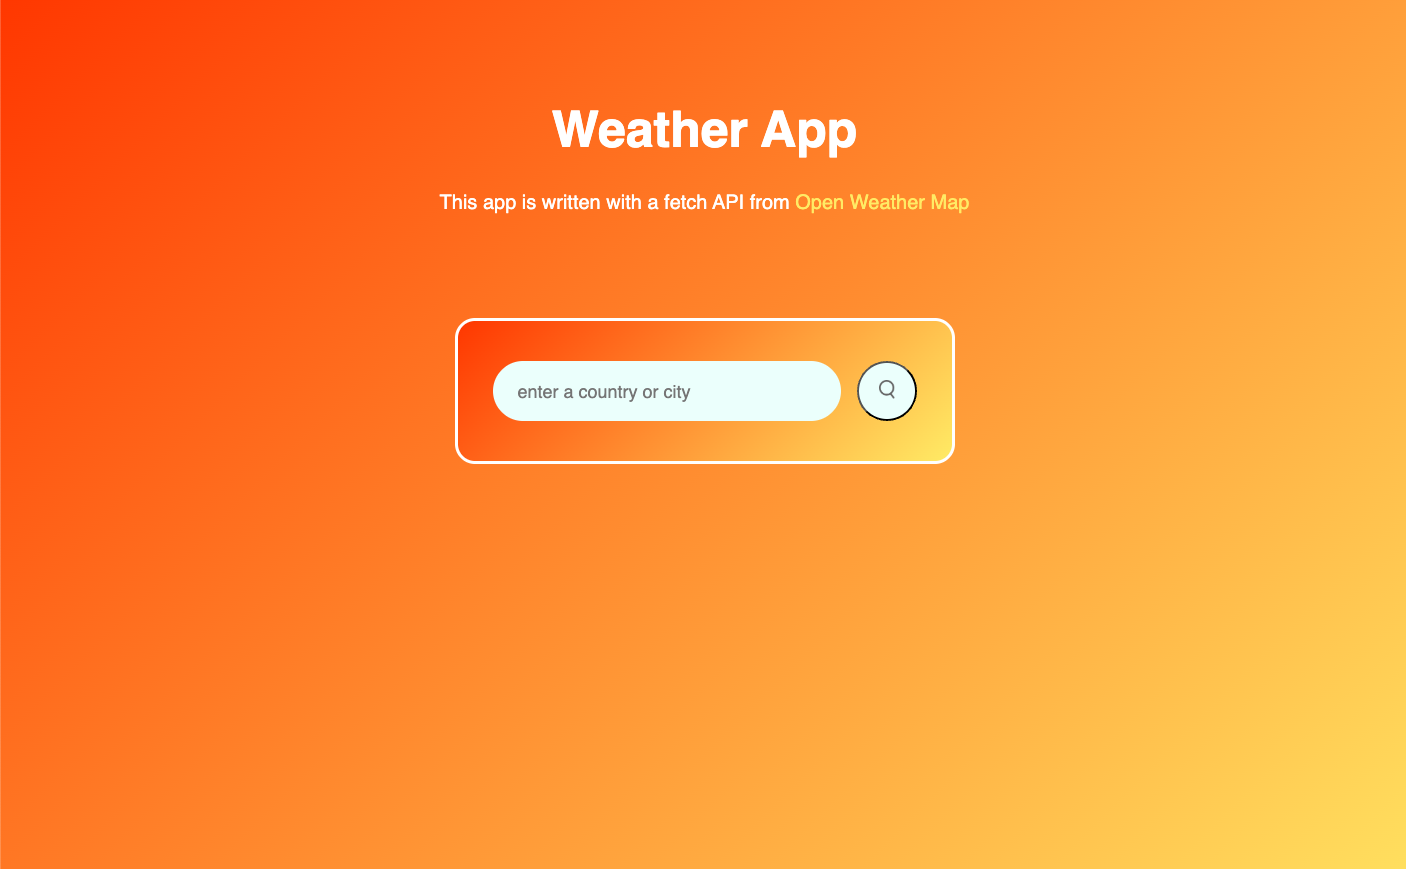 Weather App
This app is written with a fetch API from Open Weather Map
enter a country or city